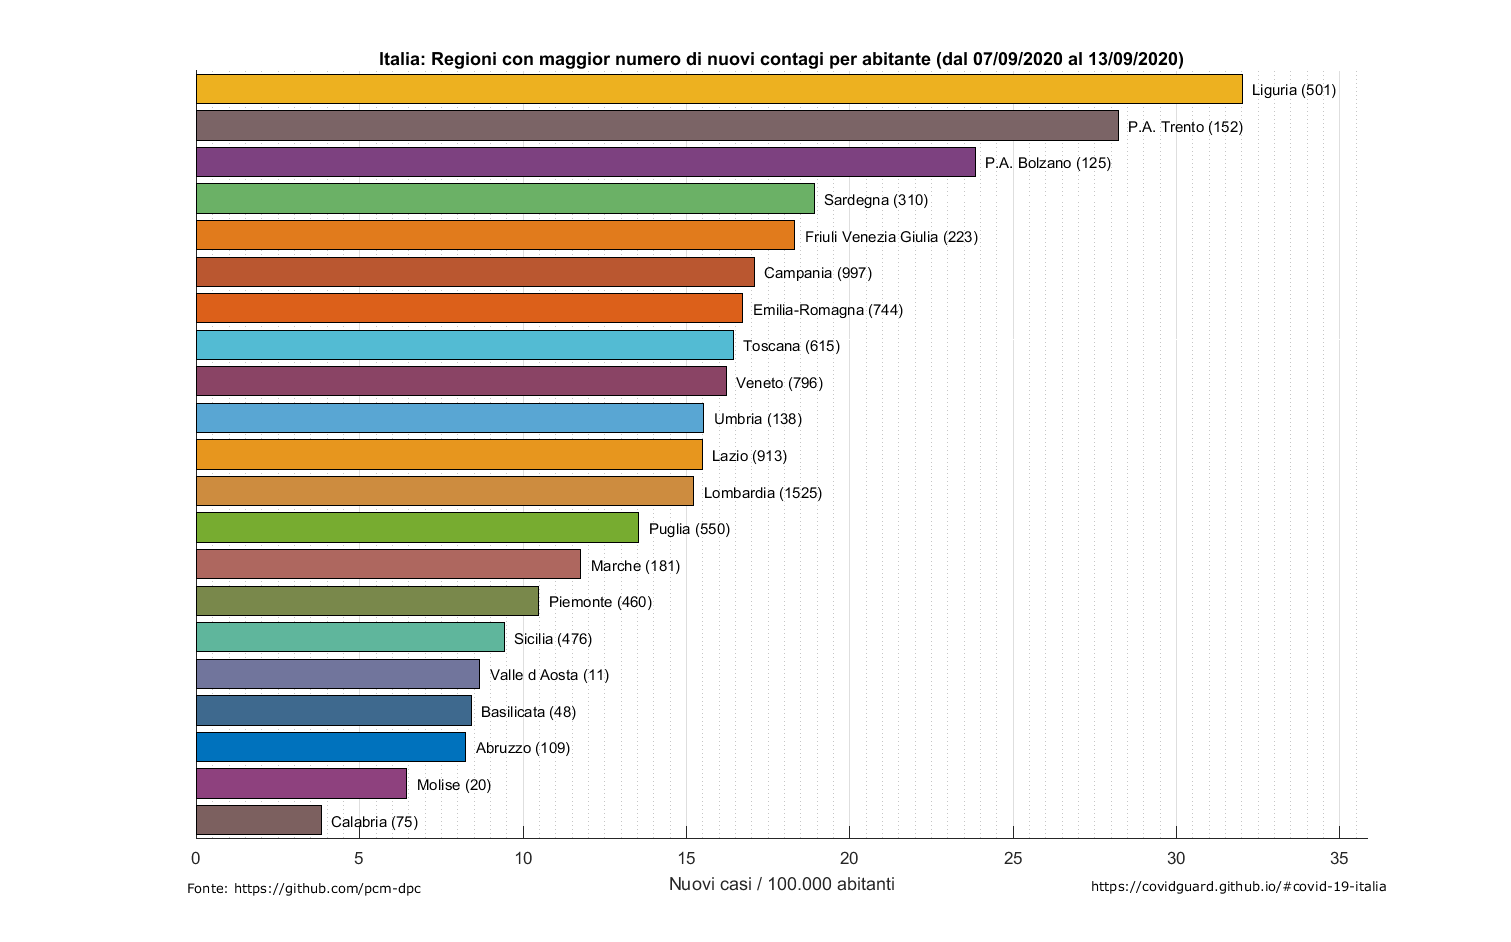 Italia: Regioni con maggior numero di nuovi contagi per abitante (dal 07/09/2020 al 13/09/2020)
Liguria (501)
P.A. Trento (152)
P.A. Bolzano (125)
Sardegna (310)
Friuli Venezia Giulia (223)
Campania (997)
Emilia-Romagna (744)
Toscana (615)
Veneto (796)
Umbria (138)
Lazio (913)
Lombardia (1525)
Puglia (550)
Marche (181)
Piemonte (460)
Sicilia (476)
Valle d Aosta (11)
Basilicata (48)
Abruzzo (109)
Molise (20)
Calabria (75)
0 5 10 15 20 25 30 35
Nuovi casi / 100.000 abitanti
Fonte: https://github.com/pcm-dpc
https://covidguard.github.io/#covid-19-italia